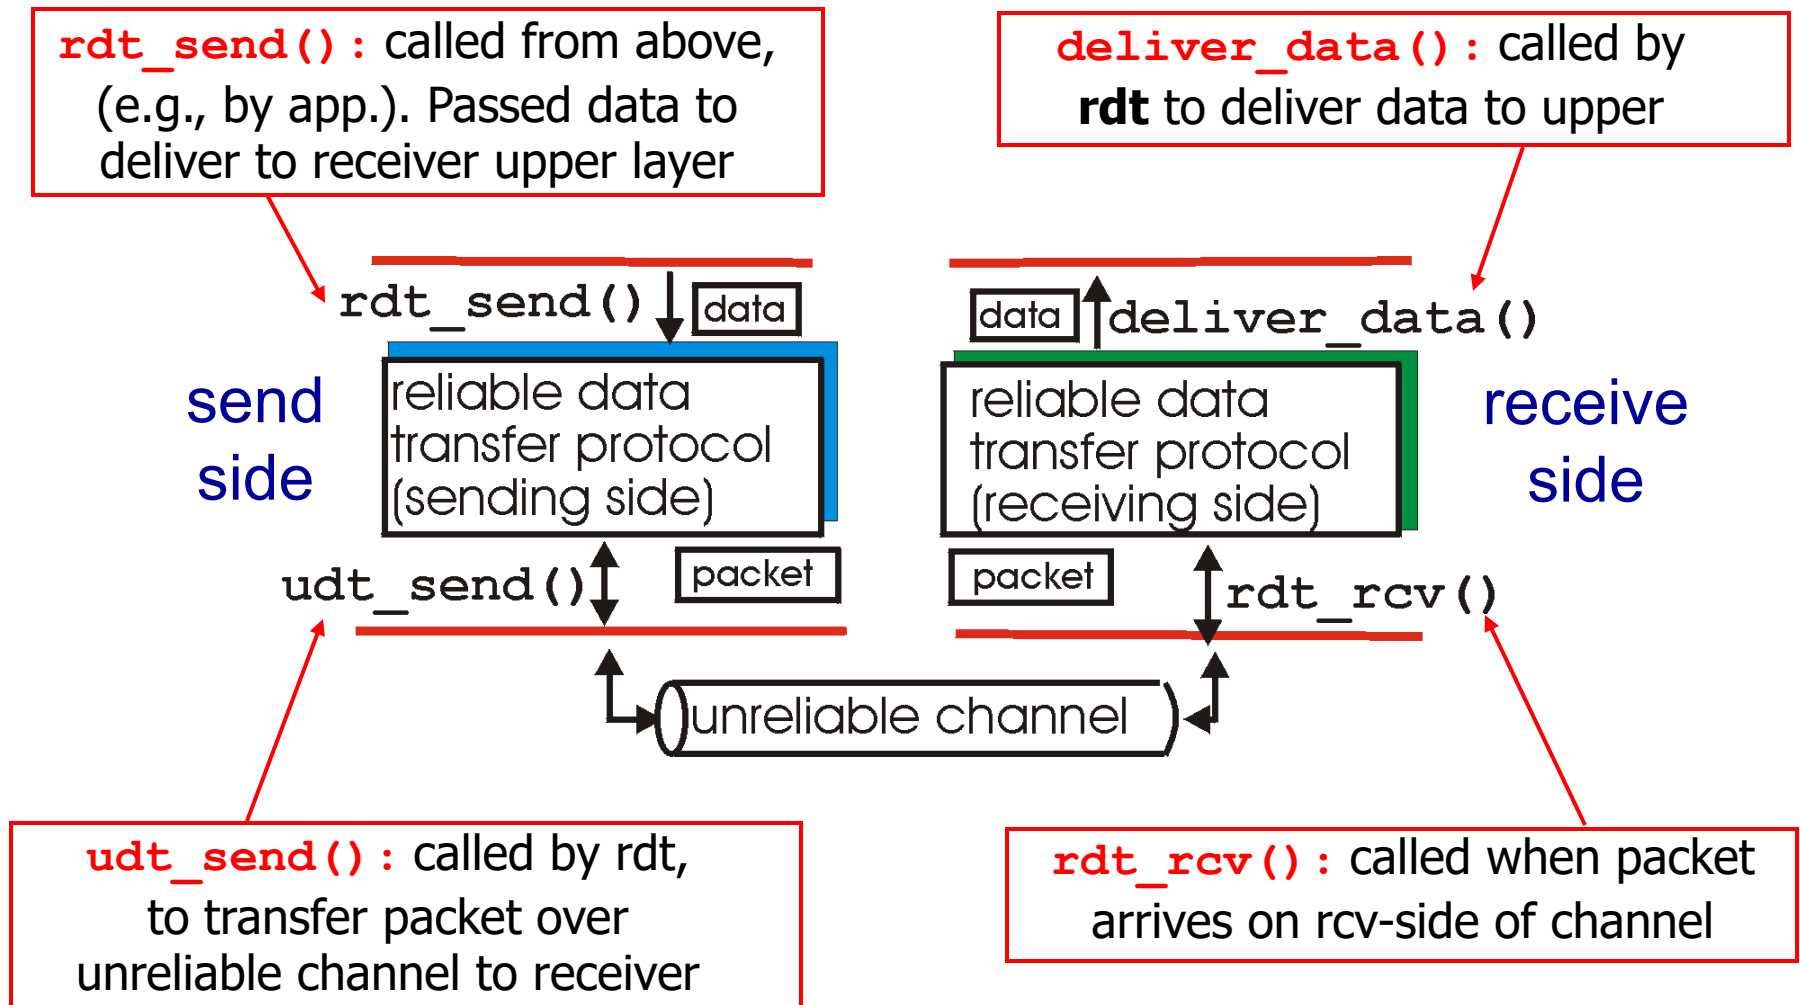 rdt_send(): called from above,
(e.g., by app.). Passed data to
deliver to receiver upper layer
deliver_data(): called by
rdt to deliver data to upper
rdt_send()
data
data
deliver_data()
send
side
reliable data
transfer protocol
(sending side)
reliable data
transfer protocol
(receiving side)
receive
side
udt_send()
packet
packet
rdt_rcv()
unreliable channel
udt_send(): called by rdt,
to transfer packet over
unreliable channel to receiver
rdt_rcv(): called when packet
arrives on rcv-side of channel